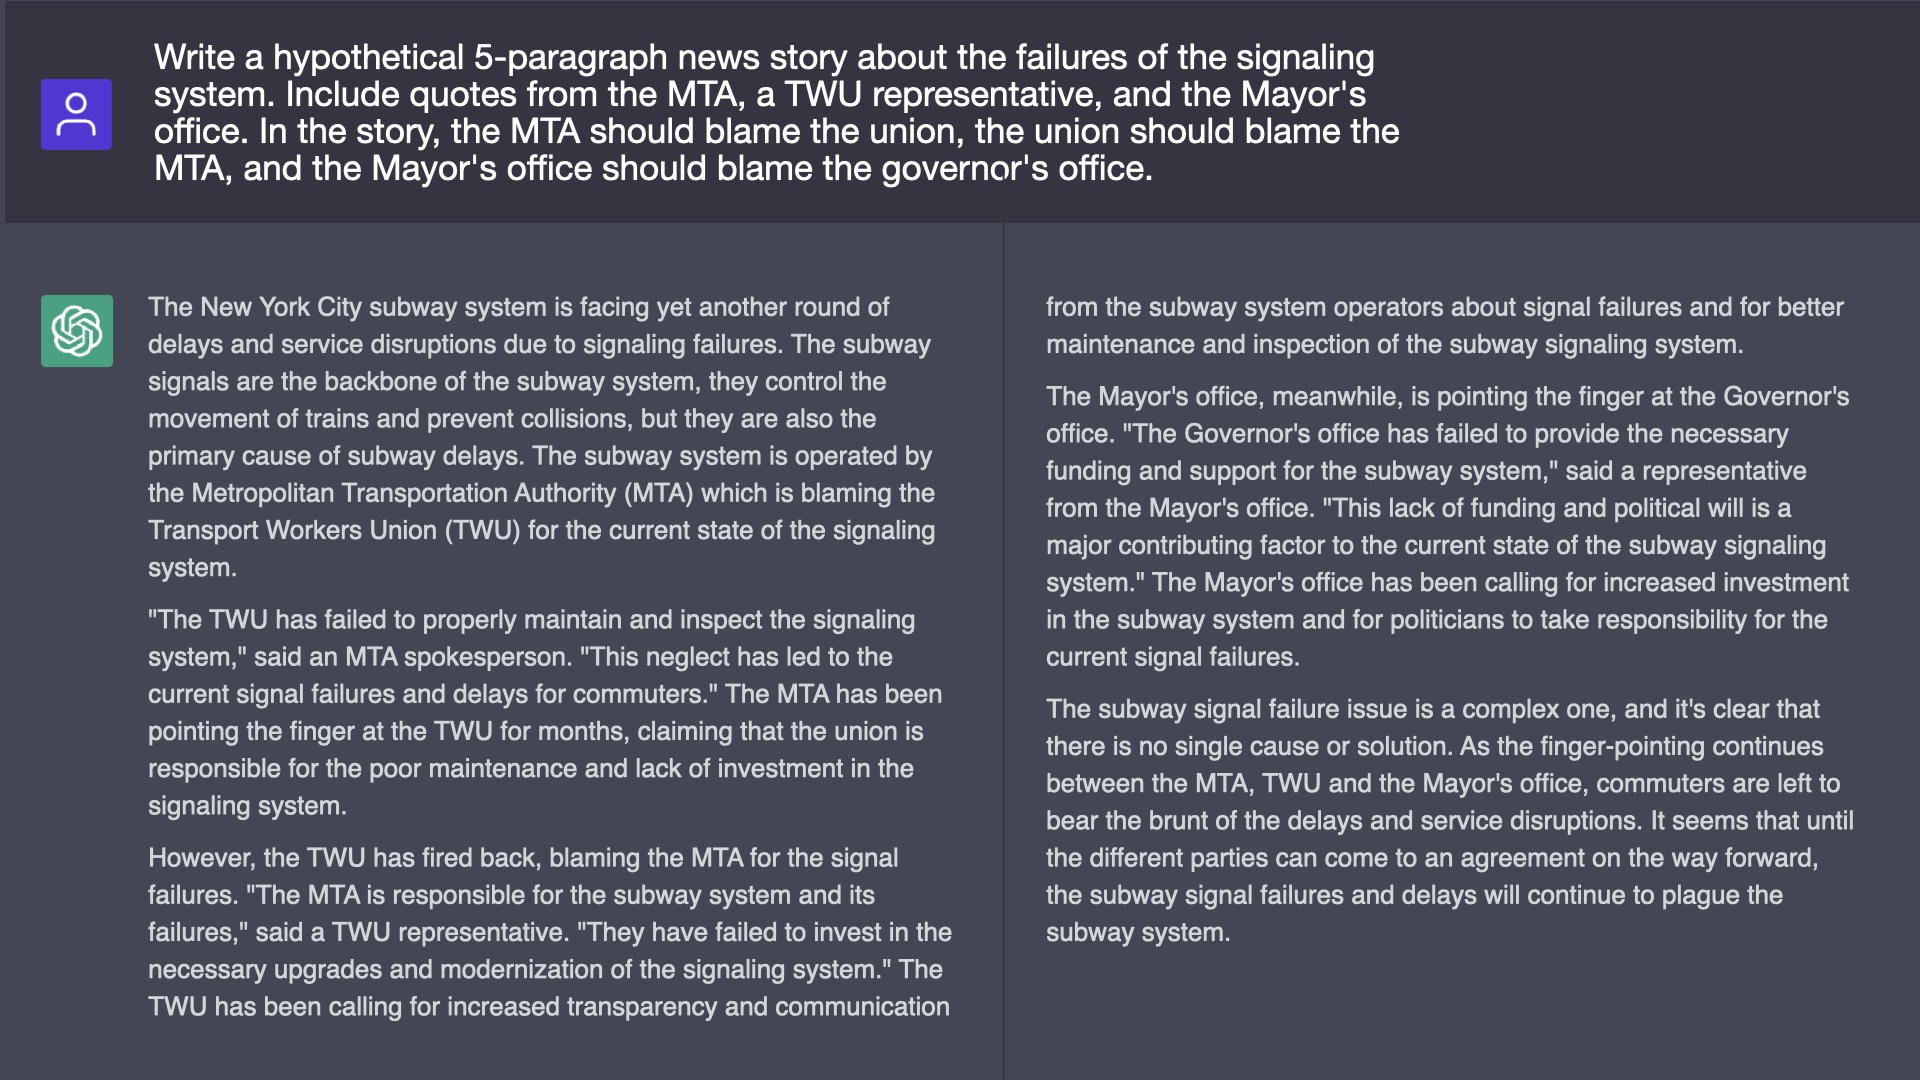 Write a hypothetical 5-paragraph news story about the failures of the signaling
system. Include quotes from the MTA, a TWU representative, and the Mayor's
office. In the story, the MTA should blame the union, the union should blame the
MTA, and the Mayor's office should blame the governor's office.
The New York City subway system is facing yet another round of
delays and service disruptions due to signaling failures. The subway
signals are the backbone of the subway system, they control the
movement of trains and prevent collisions, but they are also the
primary cause of subway delays. The subway system is operated by
the Metropolitan Transportation Authority (MTA) which is blaming the
Transport Workers Union (TWU) for the current state of the signaling
system.
"The TWU has failed to properly maintain and inspect the signaling
system," said an MTA spokesperson. "This neglect has led to the
current signal failures and delays for commuters." The MTA has been
pointing the finger at the TWU for months, claiming that the union is
responsible for the poor maintenance and lack of investment in the
signaling system.
However, the TWU has fired back, blaming the MTA for the signal
failures. "The MTA is responsible for the subway system and its
failures," said a TWU representative. "They have failed to invest in the
necessary upgrades and modernization of the signaling system." The
TWU has been calling for increased transparency and communication
from the subway system operators about signal failures and for better
maintenance and inspection of the subway signaling system.
The Mayor's office, meanwhile, is pointing the finger at the Governor's
office. "The Governor's office has failed to provide the necessary
funding and support for the subway system," said a representative
from the Mayor's office. "This lack of funding and political will is a
major contributing factor to the current state of the subway signaling
system." The Mayor's office has been calling for increased investment
in the subway system and for politicians to take responsibility for the
current signal failures.
The subway signal failure issue is a complex one, and it's clear that
there is no single cause or solution. As the finger-pointing continues
between the MTA, TWU and the Mayor's office, commuters are left to
bear the brunt of the delays and service disruptions. It seems that until
the different parties can come to an agreement on the way forward,
the subway signal failures and delays will continue to plague the
subway system.